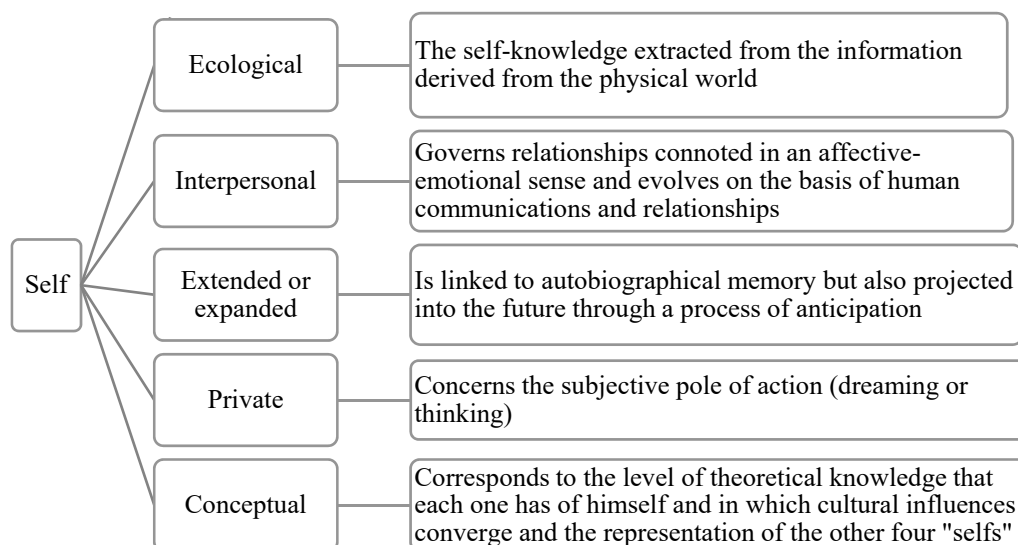 Self
Ecological
The self-knowledge extracted from the information
derived from the physical world
Interpersonal
Governs relationships connoted in an affective-
emotional sense and evolves on the basis of human
communications and relationships
Extended or
expanded
Is linked to autobiographical memory but also projected
into the future through a process of anticipation
Private
Concerns the subjective pole of action (dreaming or
thinking)
Conceptual
Corresponds to the level of theoretical knowledge that
each one has of himself and in which cultural influences
converge and the representation of the other four "selfs"